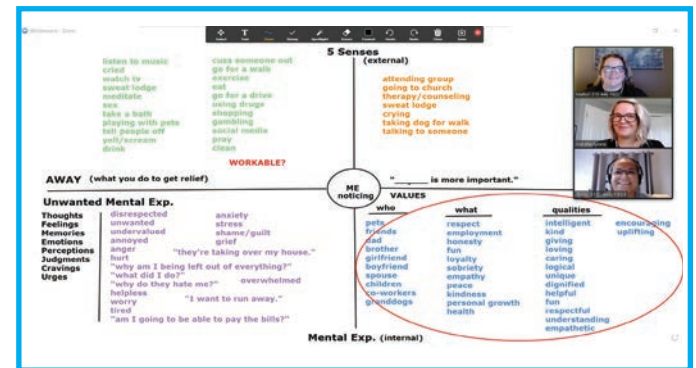 5 Senses
(external)
listen to music
cried
watch tv
sweat lodge
meditate
sex
take a bath
playing with pets
tell people off
yell/scream
drink
cuss someone out
go for a walk
exercise
eat
go for a drive
using drugs
shopping
gambling
social media
pray
clean
WORKABLE?
attending group
going to church
therapy/counseling
sweat lodge
crying
taking dog for walk
talking to someone
AWAY (what you do to get relief)
ME
noticing
"_____ is more important."
Unwanted Mental Exp.
Thoughts
Feelings
Memories
Emotions
Perceptions
Judgments
Cravings
Urges
disrespected
unwanted
undervalued
annoyed
anger
hurt
anxiety
stress
shame/guilt
grief
"they're taking over my house."
"why am I being left out of everything?"
"what did I do?"
"why do they hate me?"
overwhelmed
helpless
worry
"I want to run away."
tired
"am I going to be able to pay the bills?"
VALUES
who
pets
friends
dad
brother
girlfriend
boyfriend
spouse
children
co-workers
granddogs
what
respect
employment
honesty
fun
loyalty
sobriety
empathy
peace
kindness
personal growth
health
qualities
intelligent
kind
giving
loving
caring
logical
unique
dignified
helpful
fun
respectful
understanding
empathetic
encouraging
uplifting
Mental Exp. (internal)